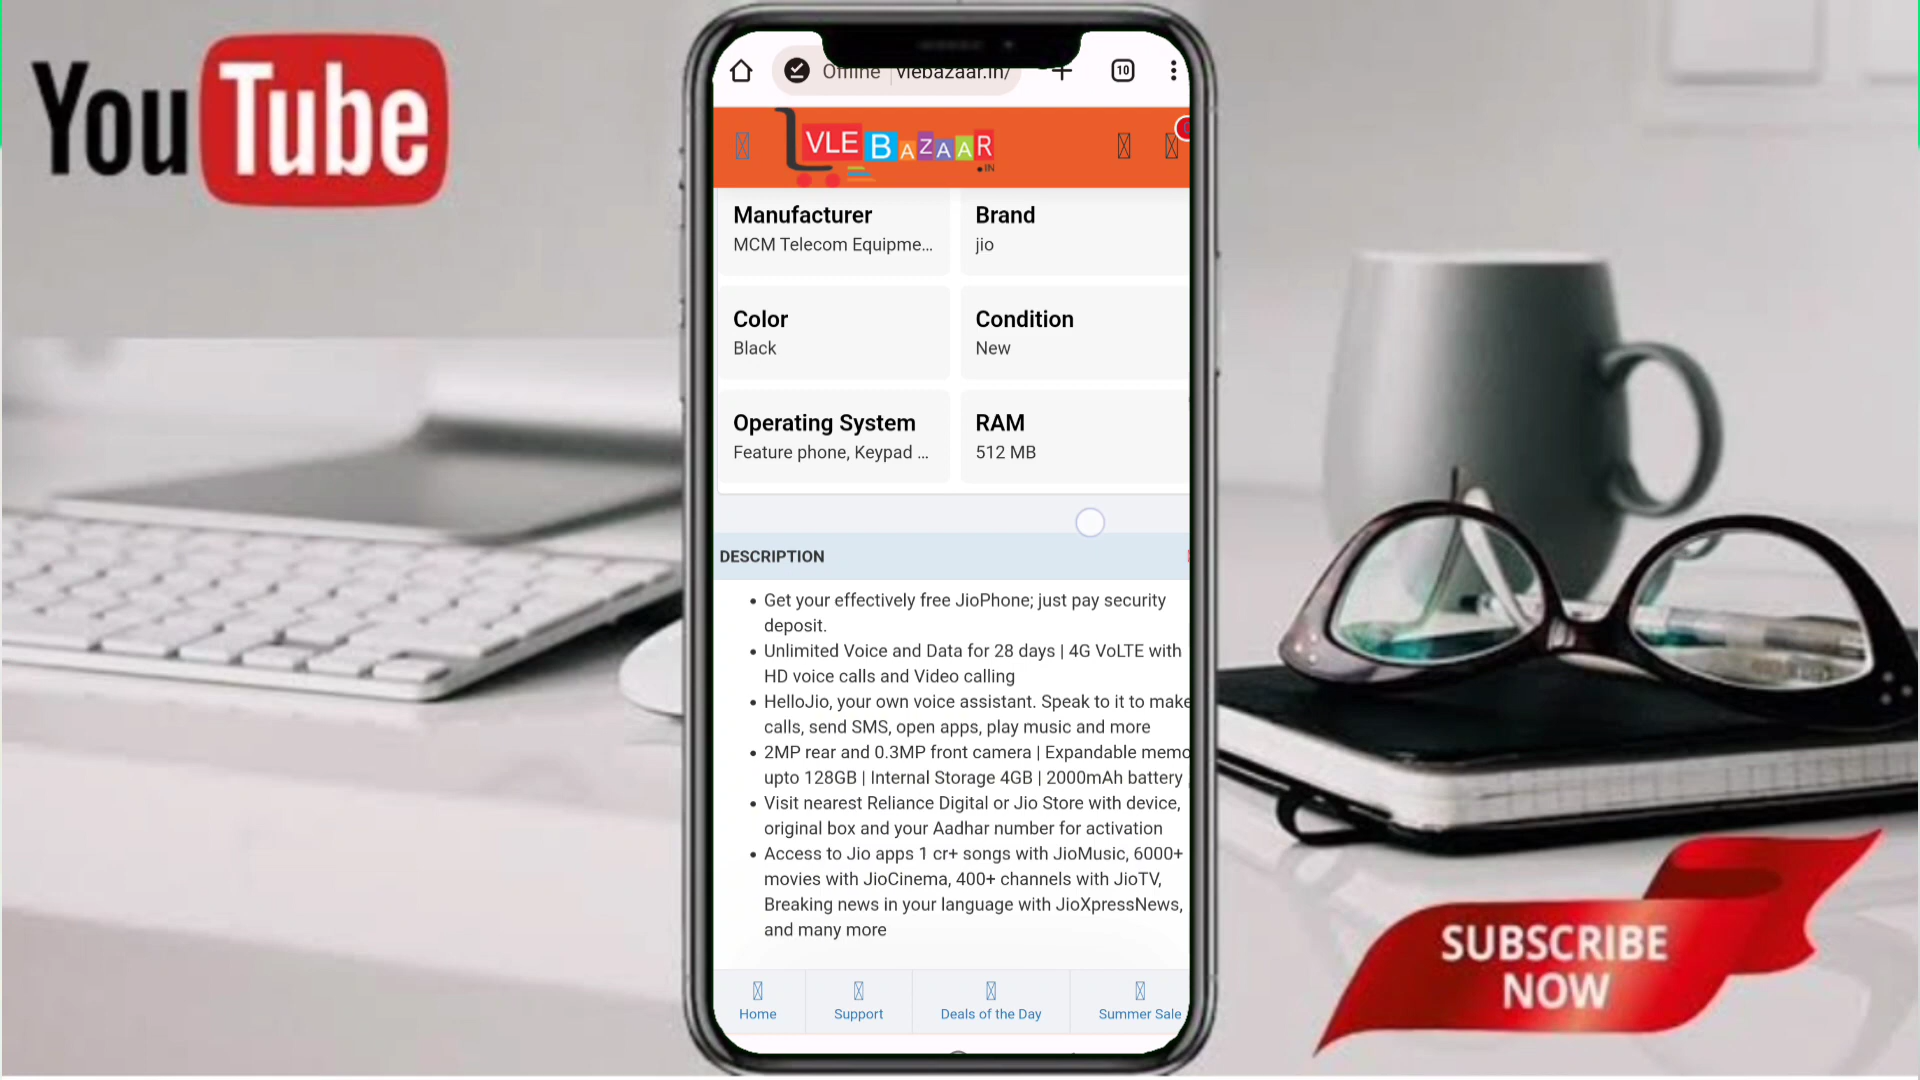 YouTube
Offline vlebazaar.in/
10
VLE BAZAAR
.IN
Manufacturer
MCM Telecom Equipme...
Brand
jio
Color
Black
Condition
New
Operating System
Feature phone, Keypad ...
RAM
512 MB
DESCRIPTION
• Get your effectively free JioPhone; just pay security
deposit.
• Unlimited Voice and Data for 28 days | 4G VoLTE with
HD voice calls and Video calling
• HelloJio, your own voice assistant. Speak to it to make
calls, send SMS, open apps, play music and more
• 2MP rear and 0.3MP front camera | Expandable memo
upto 128GB | Internal Storage 4GB | 2000mAh battery
• Visit nearest Reliance Digital or Jio Store with device,
original box and your Aadhar number for activation
• Access to Jio apps 1 cr+ songs with JioMusic, 6000+
movies with JioCinema, 400+ channels with JioTV,
Breaking news in your language with JioXpressNews,
and many more
Home
Support
Deals of the Day
Summer Sale
SUBSCRIBE
NOW